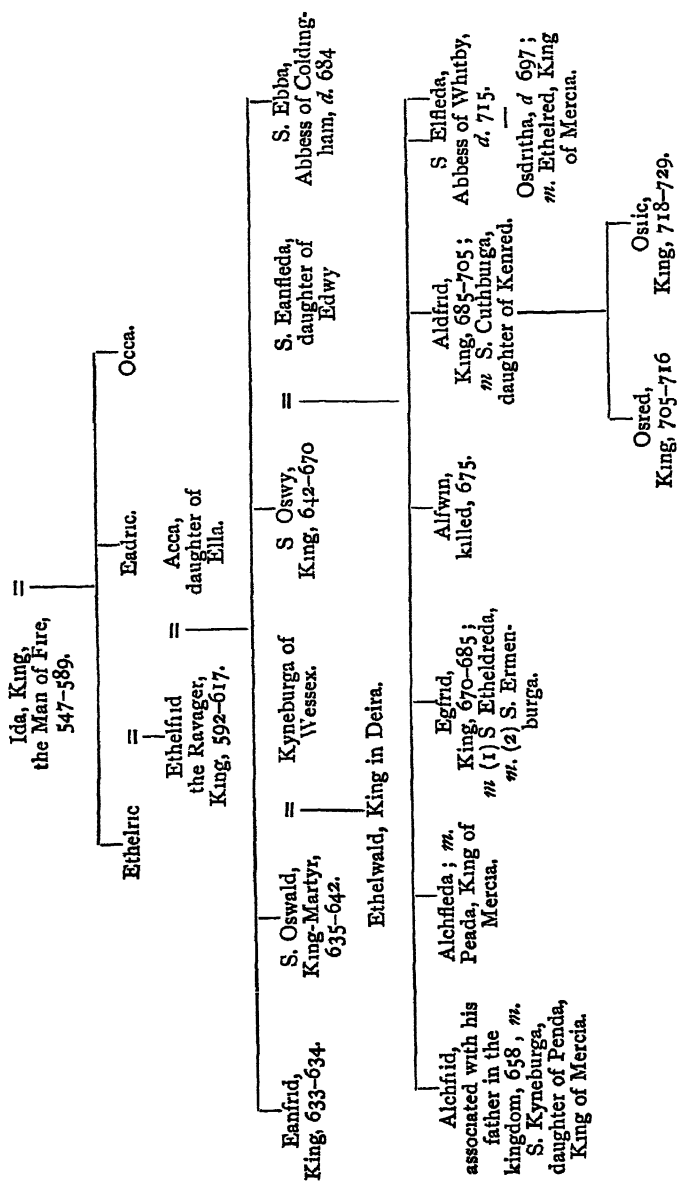 Ida, King,
the Man of Fire,
547–589.
=
Ethelric
Eadric.
Occa.
=
Ethelfiid
the Ravager,
King, 592–617.
=
Acca,
daughter of
Ella.
Eanfrid,
King, 633–634.
S. Oswald,
King-Martyr,
635–642.
=
Kyneburga of
Wessex.
S Oswy,
King, 642–670
=
S. Eanfleda,
daughter of
Edwy
S. Ebba,
Abbess of Colding-
ham, d. 684
Ethelwald, King in Deira.
Alchfiid,
associated with his
father in the
kingdom, 658, m.
S. Kyneburga,
daughter of Penda,
King of Mercia.
Alchfleda; m.
Peada, King of
Mercia.
Egfrid,
King, 670–685;
m (1) S Etheldreda,
m. (2) S. Ermen-
burga.
Alfwin,
killed, 675.
Aldfrid,
King, 685–705;
m S. Cuthbuiga,
daughter of Kenred.
S Elfleda,
Abbess of Whitby,
d. 715.
—
Osdritha, d 697;
m. Ethelred, King
of Mercia.
Osred,
King, 705–716
Osiic,
King, 718–729.